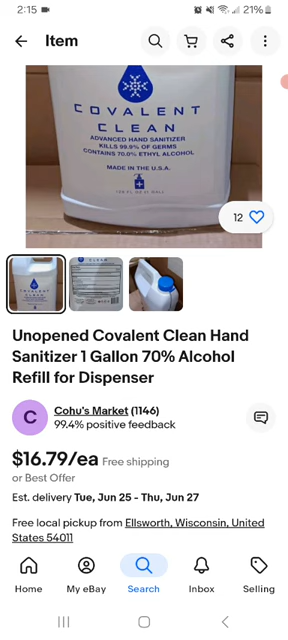 2:15
21%
Item
COVALENT
CLEAN
ADVANCED HAND SANITIZER
KILLS 99.9% OF GERMS
CONTAINS 70.0% ETHYL ALCOHOL
MADE IN THE U.S.A.
12
Unopened Covalent Clean Hand
Sanitizer 1 Gallon 70% Alcohol
Refill for Dispenser
C
Cohu's Market (1146)
99.4% positive feedback
$16.79/ea Free shipping
or Best Offer
Est. delivery Tue, Jun 25 - Thu, Jun 27
Free local pickup from Ellsworth, Wisconsin, United
States 54011
Home My eBay Search Inbox Selling